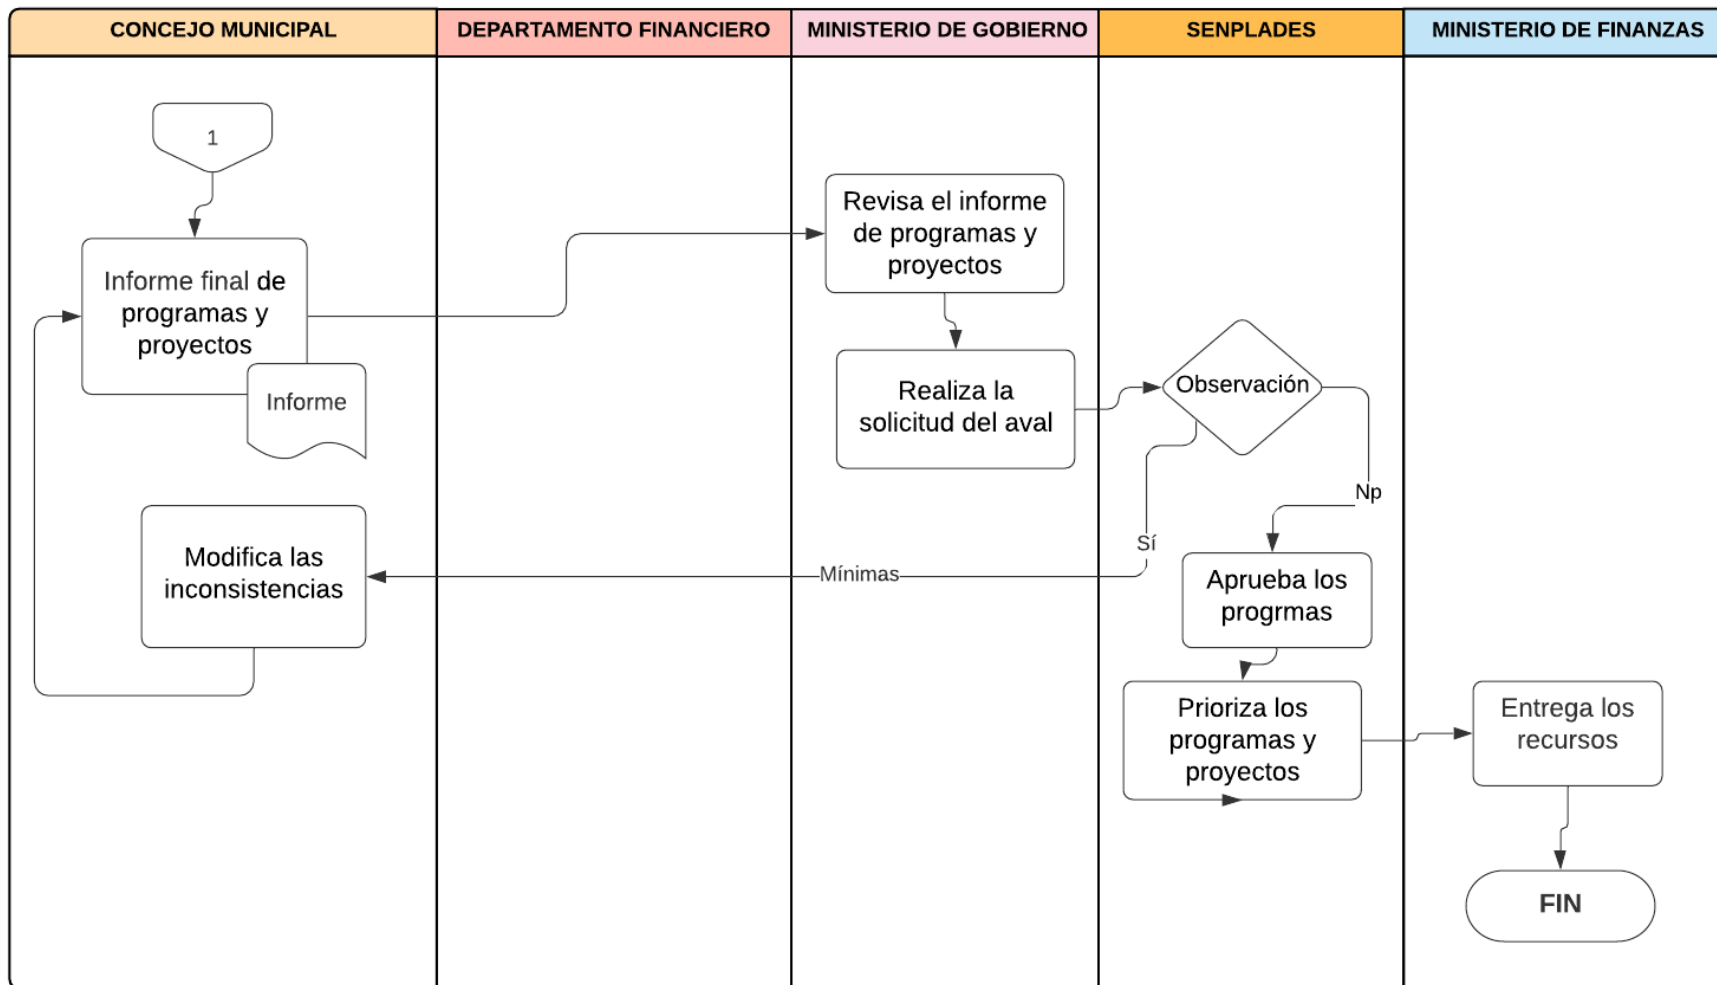 CONCEJO MUNICIPAL
DEPARTAMENTO FINANCIERO
MINISTERIO DE GOBIERNO
SENPLADES
MINISTERIO DE FINANZAS
1
Informe final de
programas y
proyectos
Informe
Modifica las
inconsistencias
Revisa el informe
de programas y
proyectos
Realiza la
solicitud del aval
Observación
Np
Sí
Mínimas
Aprueba los
progrmas
Prioriza los
programas y
proyectos
Entrega los
recursos
FIN